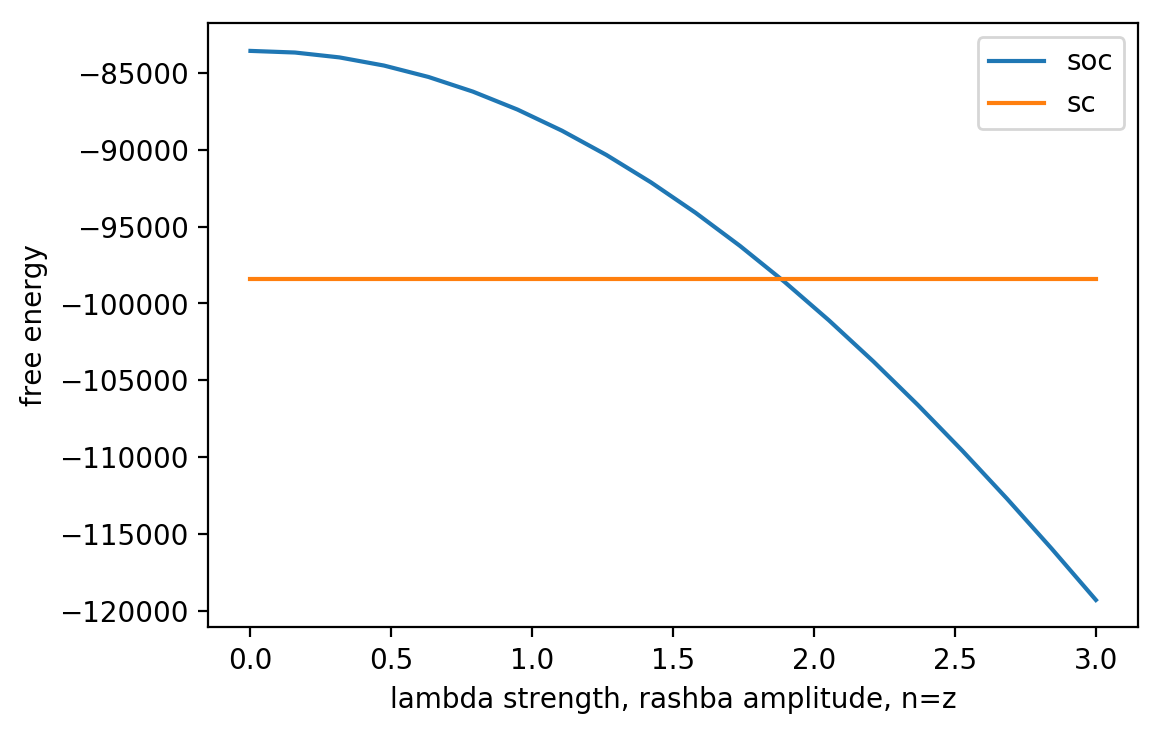 soc
sc
−85000
−90000
−95000
−100000
−105000
−110000
−115000
−120000
free energy
0.0 0.5 1.0 1.5 2.0 2.5 3.0
lambda strength, rashba amplitude, n=z